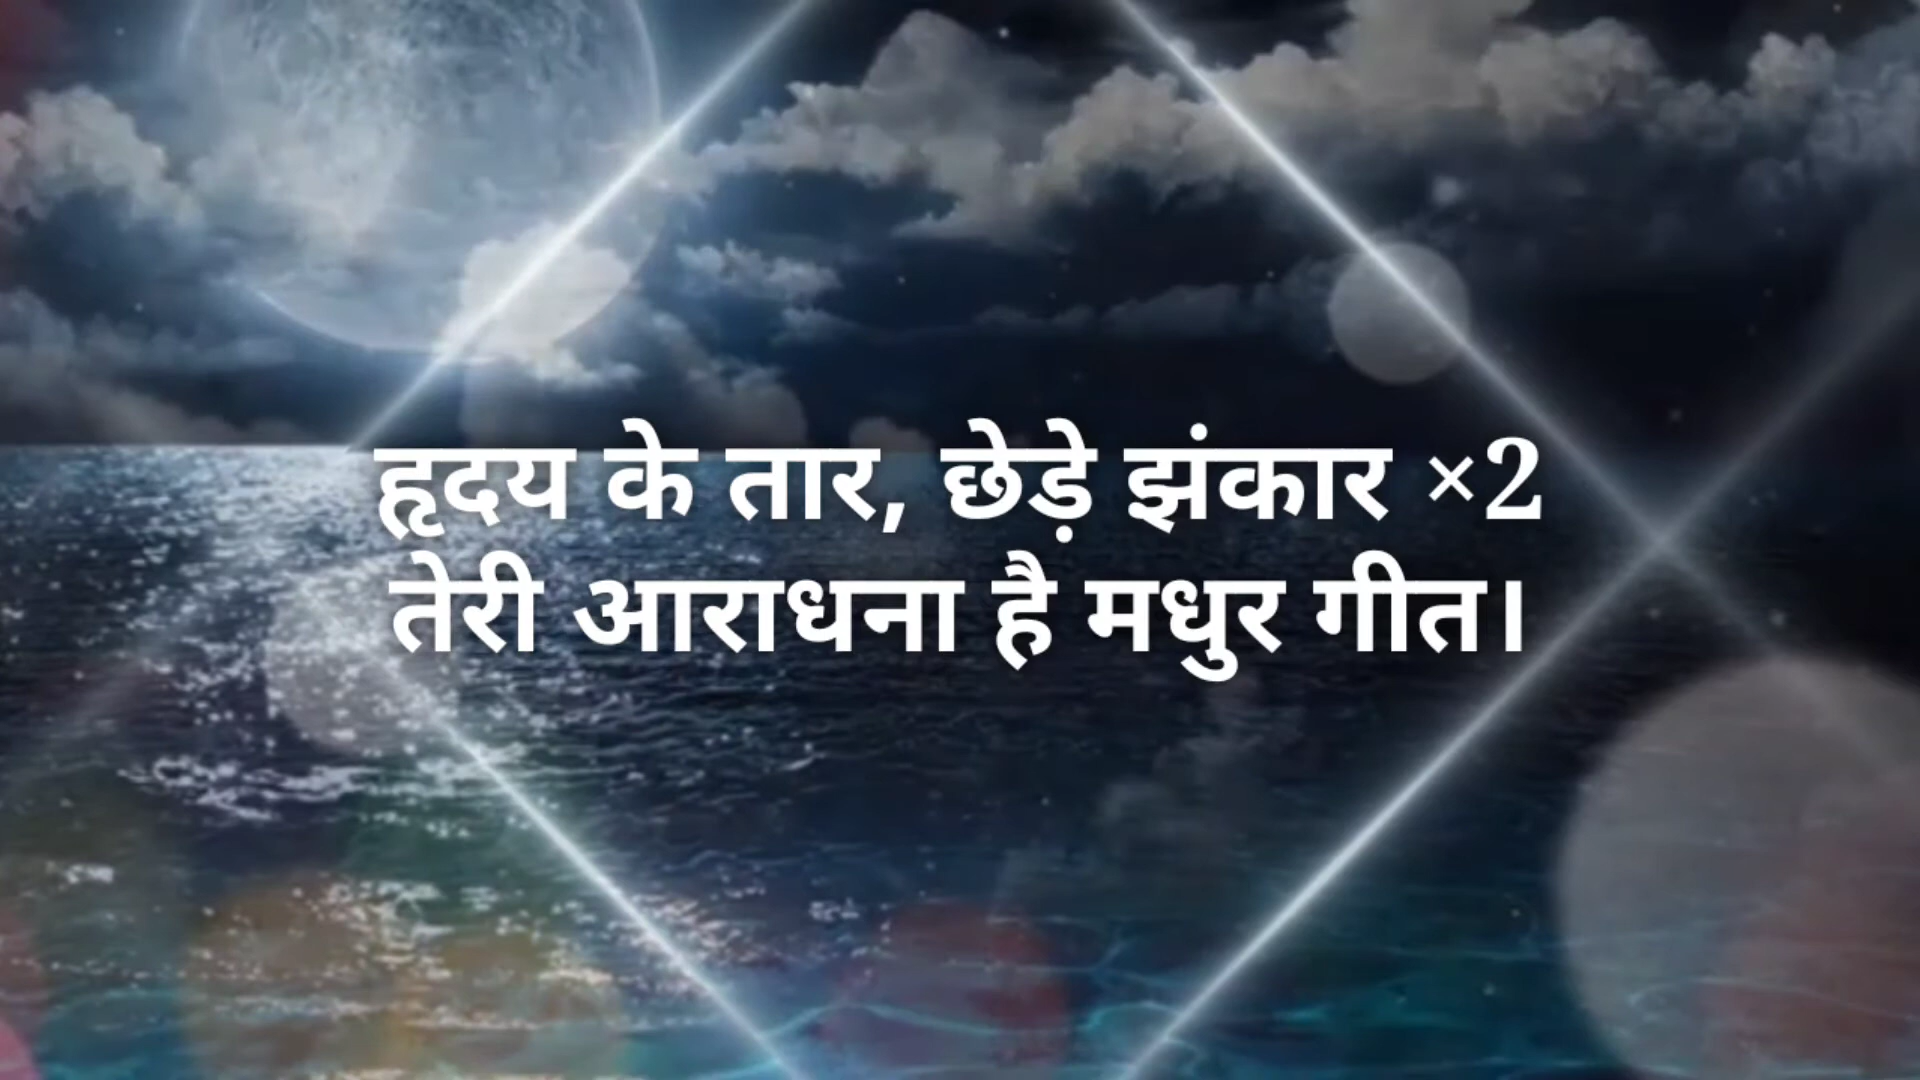 हृदय के तार, छेड़े झंकार ×2
तेरी आराधना है मधुर गीत।